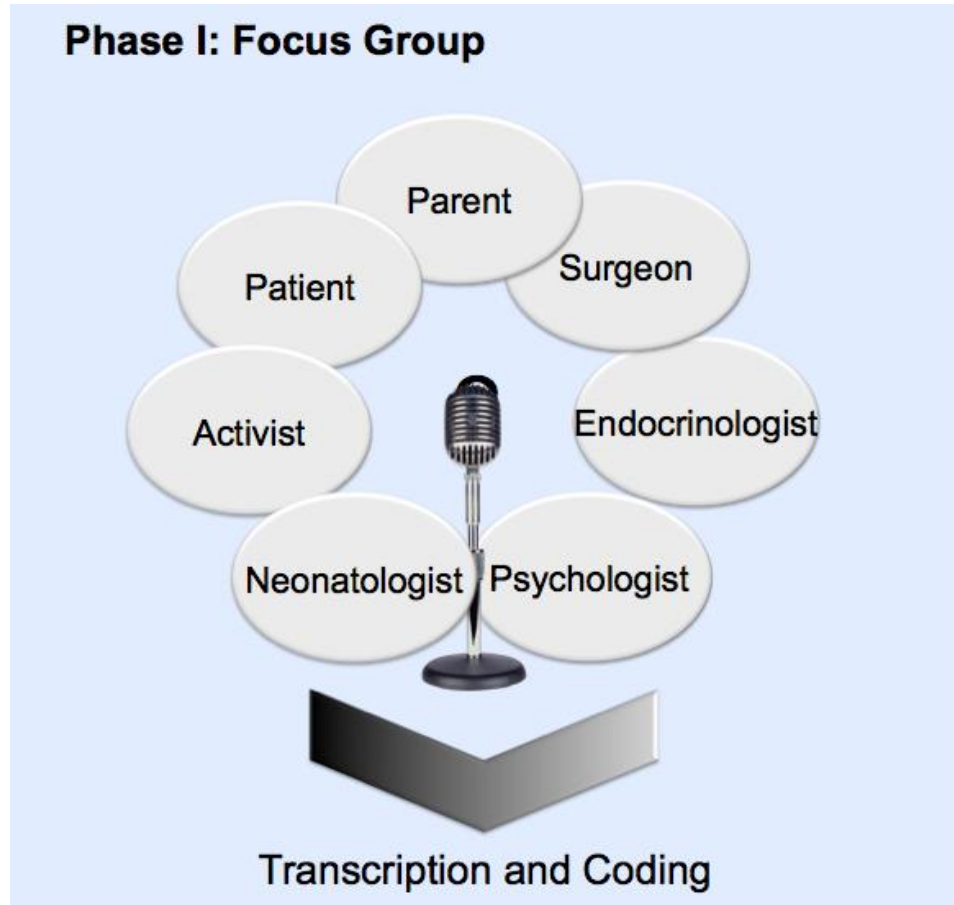 Phase I: Focus Group
Parent
Surgeon
Patient
Endocrinologist
Activist
Neonatologist
Psychologist
Transcription and Coding